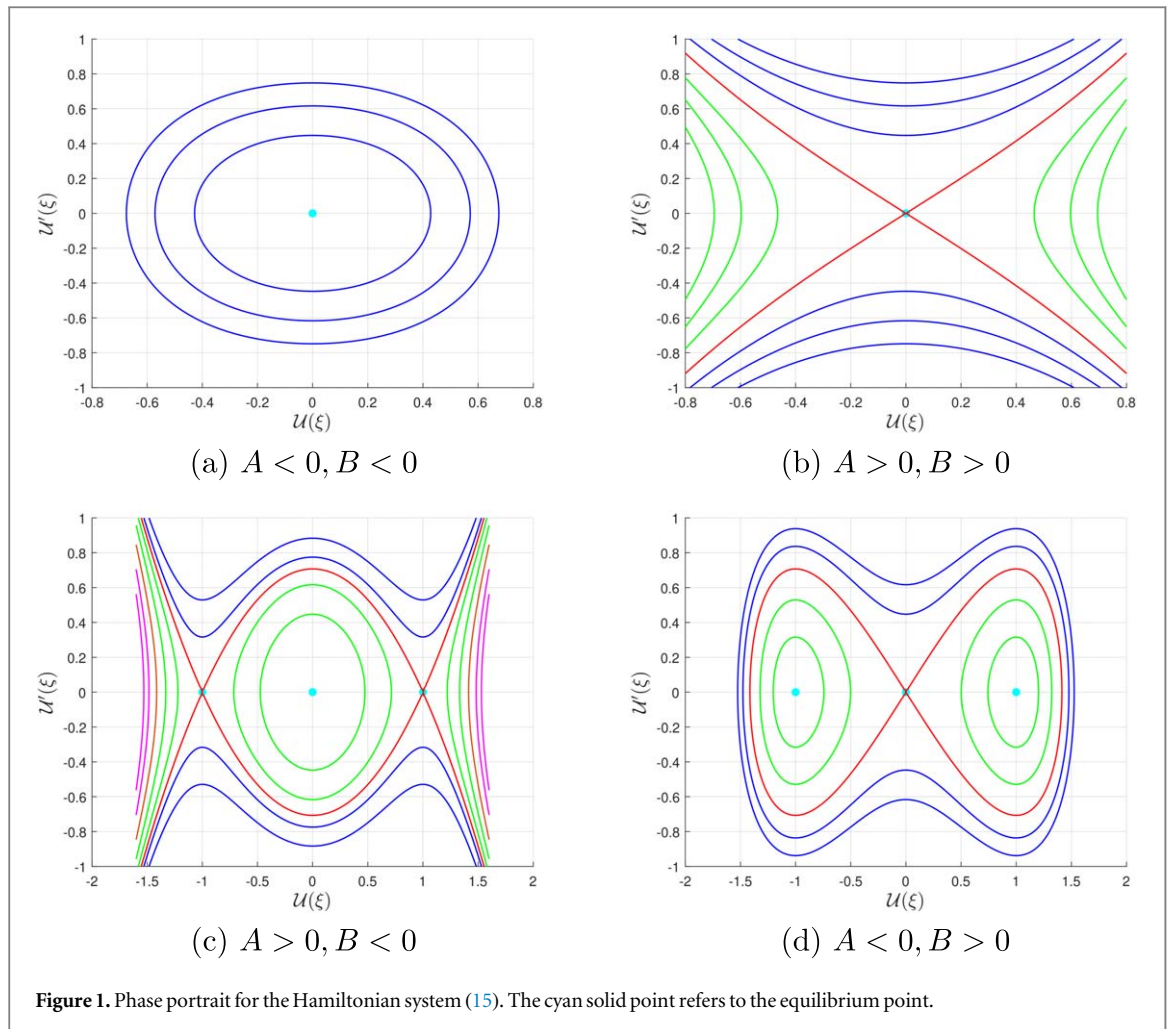 1
0.8
0.6
0.4
0.2
0
-0.2
-0.4
-0.6
-0.8
-1
𝒰′(ξ)
-0.8 -0.6 -0.4 -0.2 0 0.2 0.4 0.6 0.8
𝒰(ξ)
(a) A < 0, B < 0
1
0.8
0.6
0.4
0.2
0
-0.2
-0.4
-0.6
-0.8
-1
𝒰′(ξ)
-0.8 -0.6 -0.4 -0.2 0 0.2 0.4 0.6 0.8
𝒰(ξ)
(b) A > 0, B > 0
1
0.8
0.6
0.4
0.2
0
-0.2
-0.4
-0.6
-0.8
-1
𝒰′(ξ)
-2 -1.5 -1 -0.5 0 0.5 1 1.5 2
𝒰(ξ)
(c) A > 0, B < 0
1
0.8
0.6
0.4
0.2
0
-0.2
-0.4
-0.6
-0.8
-1
𝒰′(ξ)
-2 -1.5 -1 -0.5 0 0.5 1 1.5 2
𝒰(ξ)
(d) A < 0, B > 0
Figure 1. Phase portrait for the Hamiltonian system (15). The cyan solid point refers to the equilibrium point.